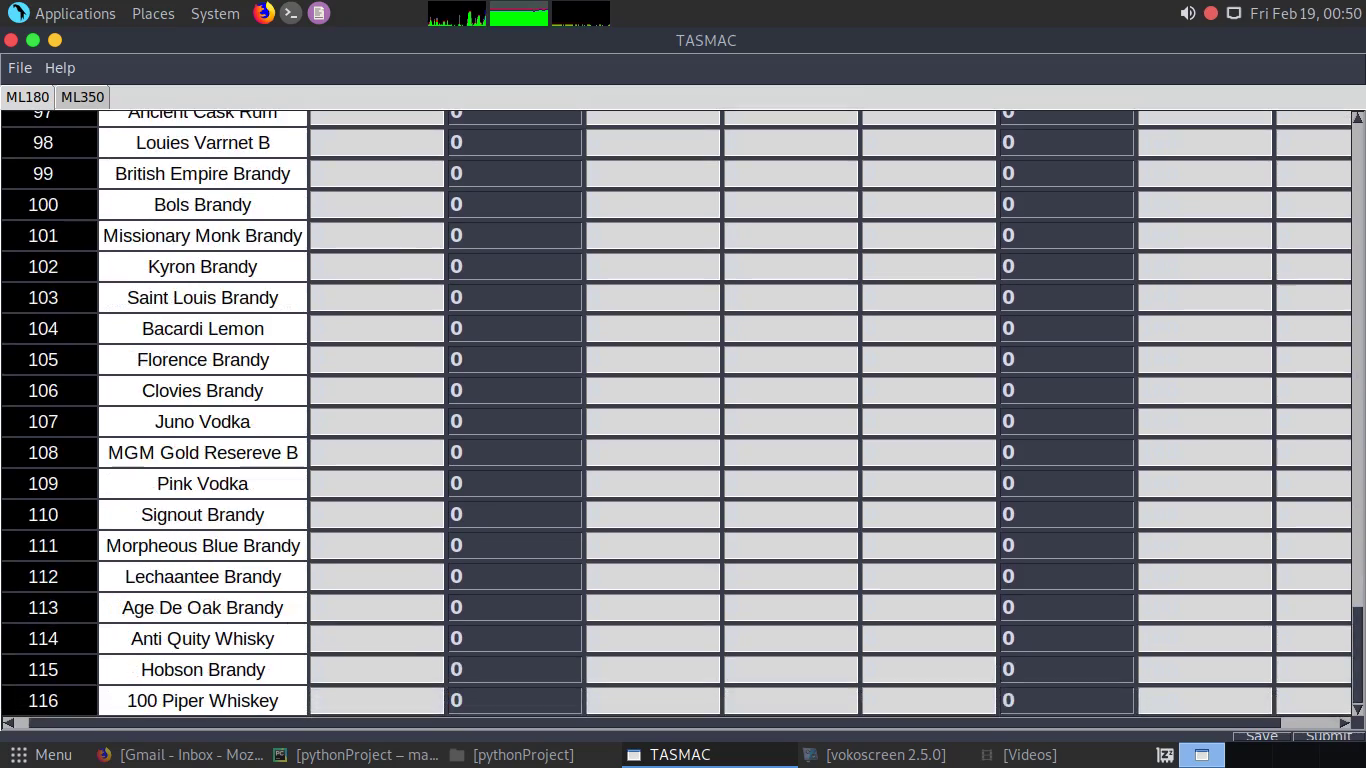 Applications Places System Fri Feb 19, 00:50
TASMAC
File Help
ML180 ML350
97 Ancient Cask Rum 0 0
98 Louies Varrnet B 0 0
99 British Empire Brandy 0 0
100 Bols Brandy 0 0
101 Missionary Monk Brandy 0 0
102 Kyron Brandy 0 0
103 Saint Louis Brandy 0 0
104 Bacardi Lemon 0 0
105 Florence Brandy 0 0
106 Clovies Brandy 0 0
107 Juno Vodka 0 0
108 MGM Gold Resereve B 0 0
109 Pink Vodka 0 0
110 Signout Brandy 0 0
111 Morpheous Blue Brandy 0 0
112 Lechaantee Brandy 0 0
113 Age De Oak Brandy 0 0
114 Anti Quity Whisky 0 0
115 Hobson Brandy 0 0
116 100 Piper Whiskey 0 0
Save Submit
Menu [Gmail - Inbox - Moz... [pythonProject – ma... [pythonProject] TASMAC [vokoscreen 2.5.0] [Videos]